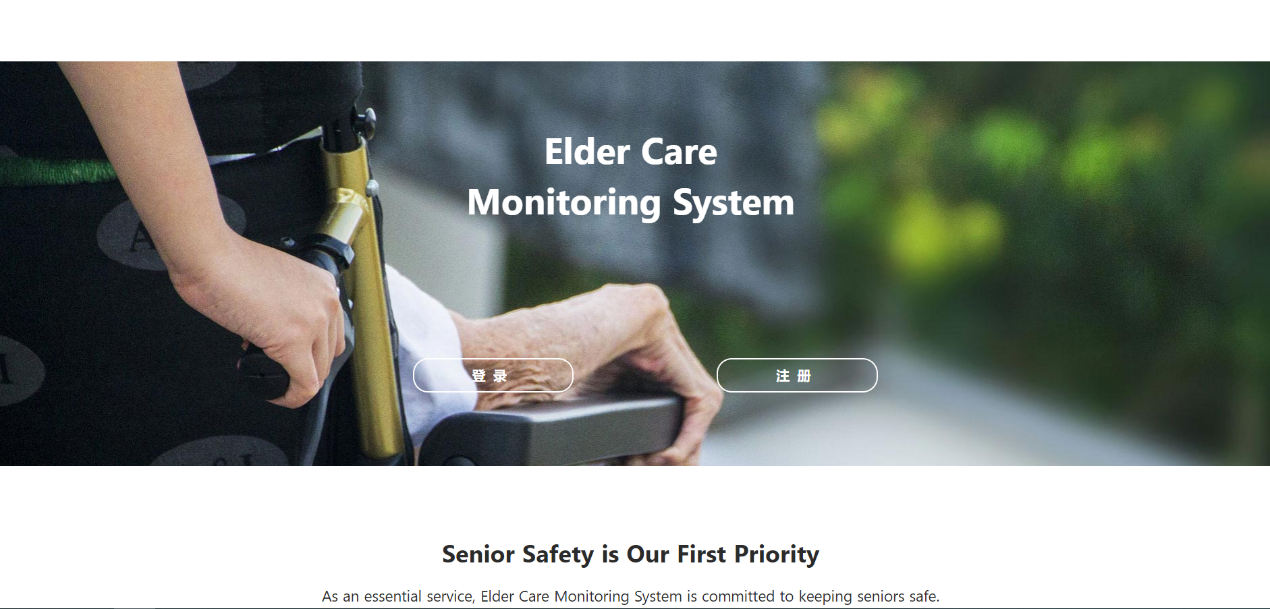 Elder Care
Monitoring System
登 录
注 册
Senior Safety is Our First Priority
As an essential service, Elder Care Monitoring System is committed to keeping seniors safe.